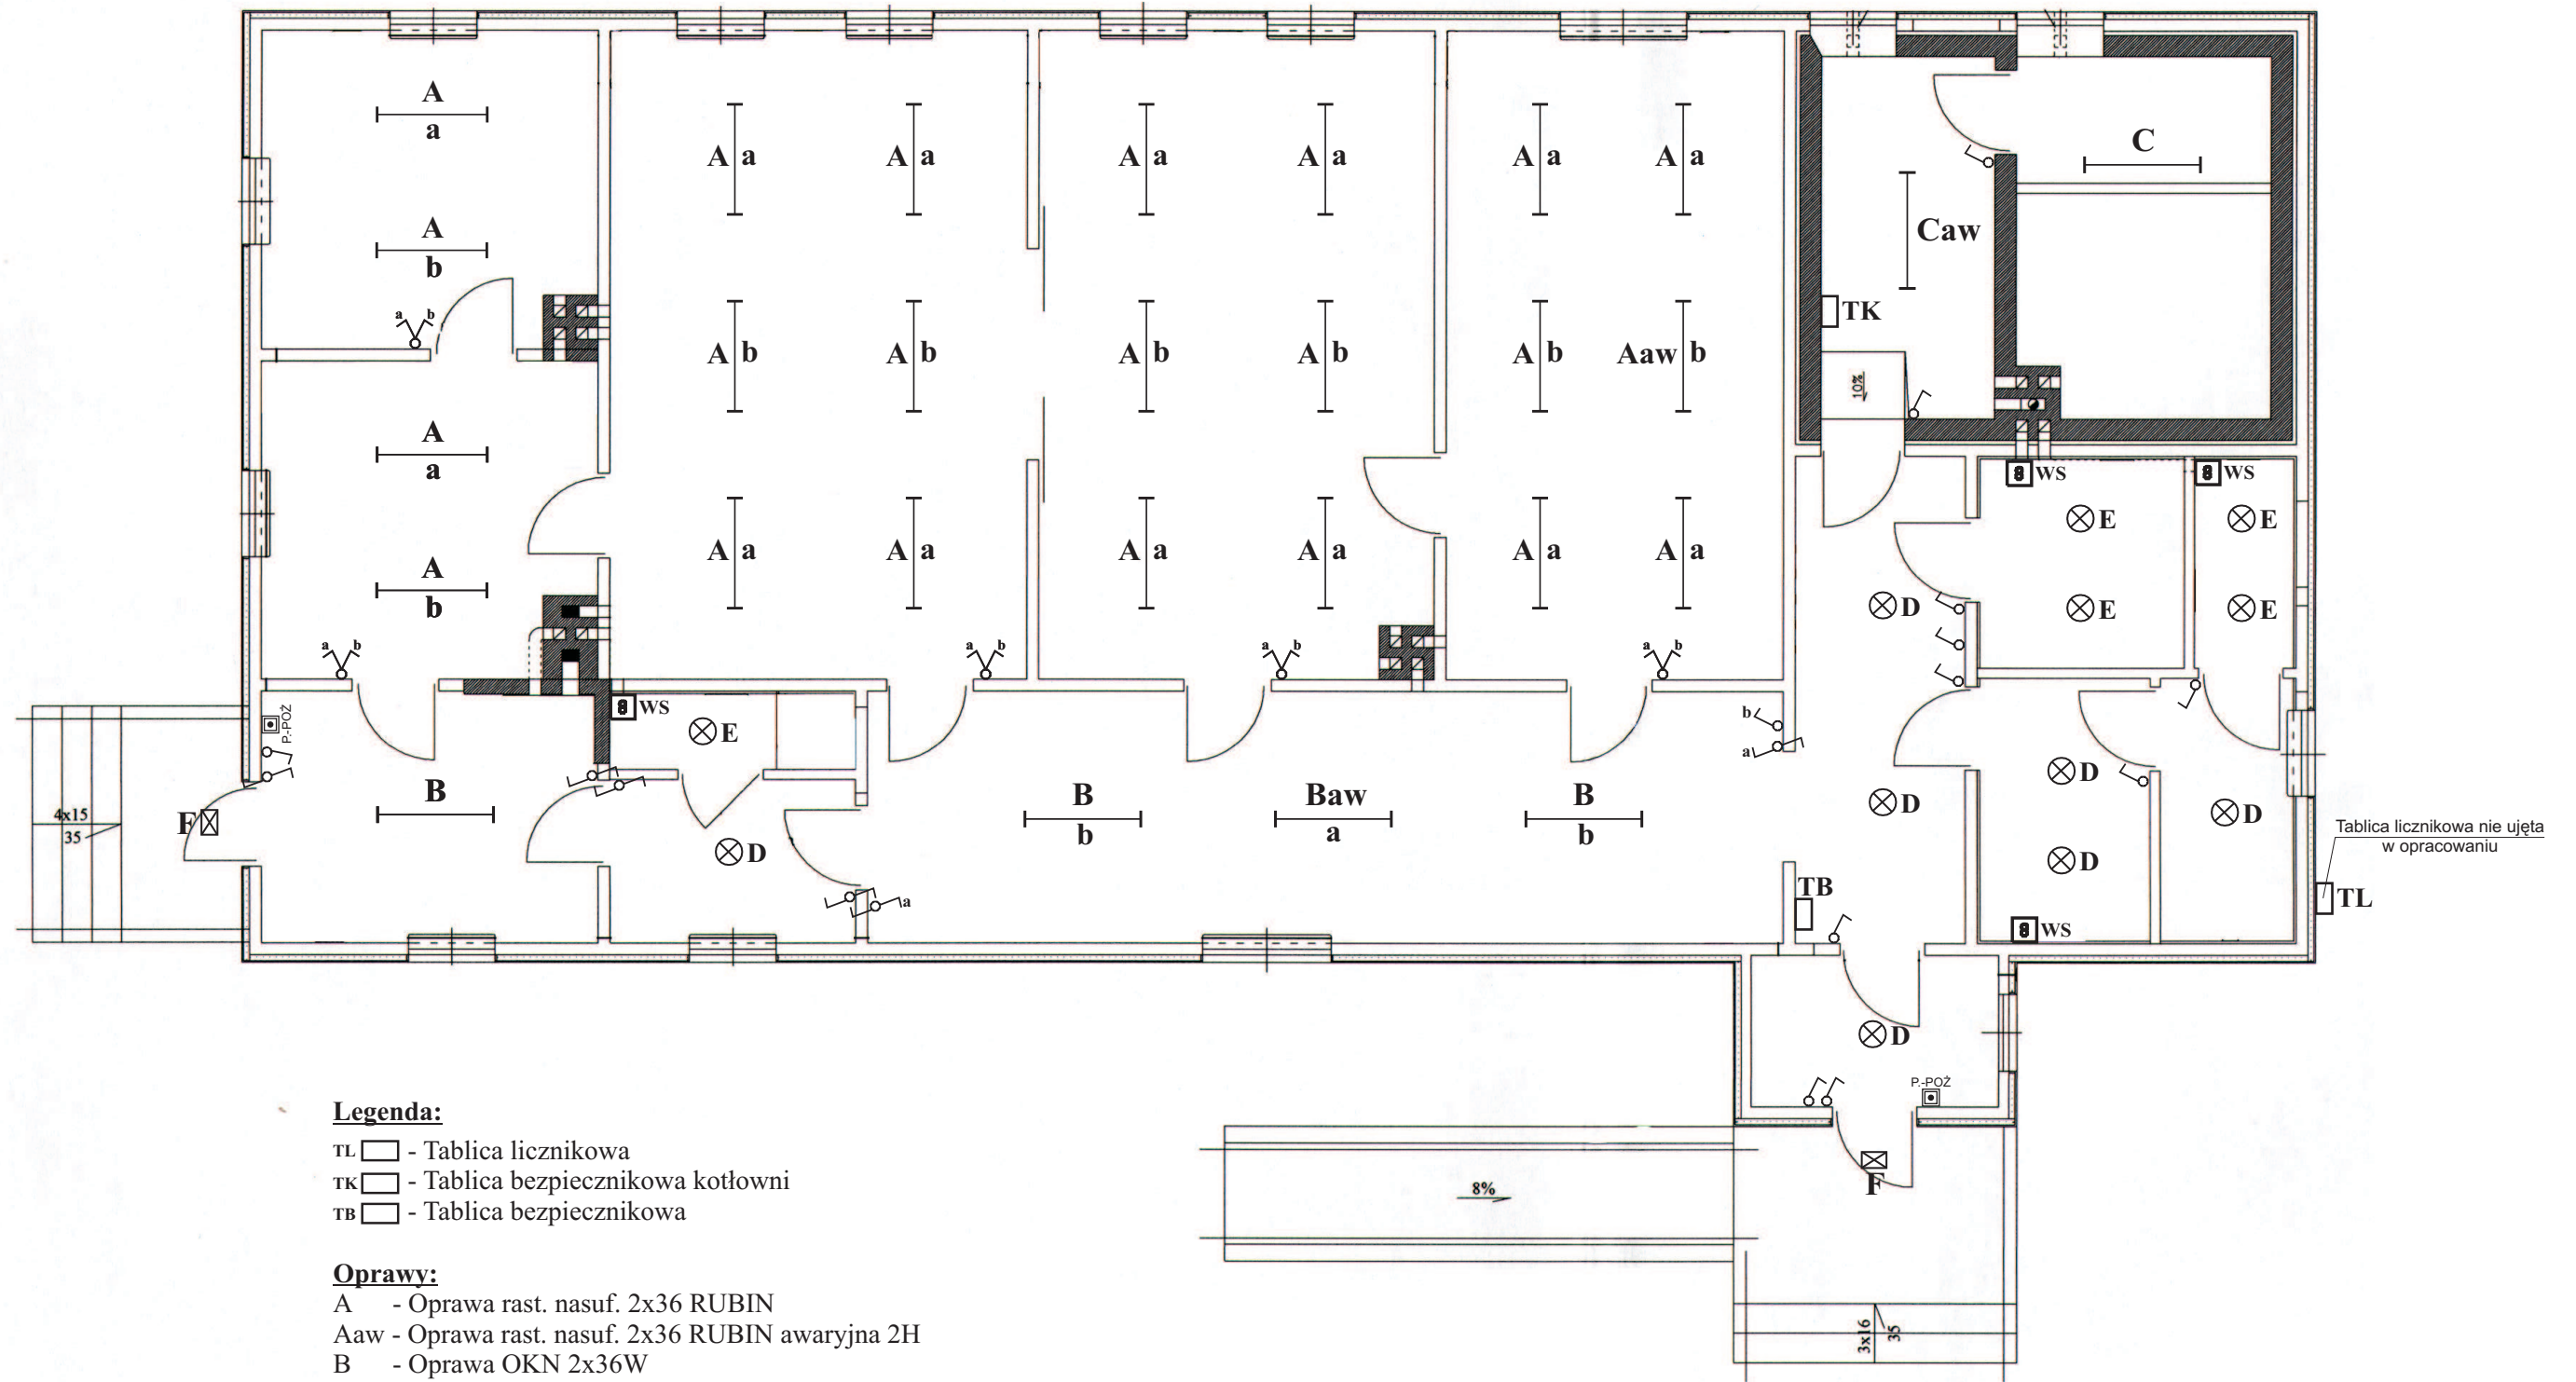 A
a
A
b
a b
A
a
A
b
a b
A a
A a
A a
A a
A a
A a
A b
A b
A b
A b
A b
Aaw b
A a
A a
A a
A a
A a
A a
a b
a b
a b
C
Caw
TK
10%
WS
WS
E
E
E
E
D
D
P.-POŻ
WS
E
B
D
F
4x15
35
B
b
Baw
a
B
b
b
a
a
D
D
D
WS
TB
Tablica licznikowa nie ujęta
w opracowaniu
TL
D
P.-POŻ
F
8%
3x16
35
Legenda:
TL - Tablica licznikowa
TK - Tablica bezpiecznikowa kotłowni
TB - Tablica bezpiecznikowa
Oprawy:
A - Oprawa rast. nasuf. 2x36 RUBIN
Aaw - Oprawa rast. nasuf. 2x36 RUBIN awaryjna 2H
B - Oprawa OKN 2x36W